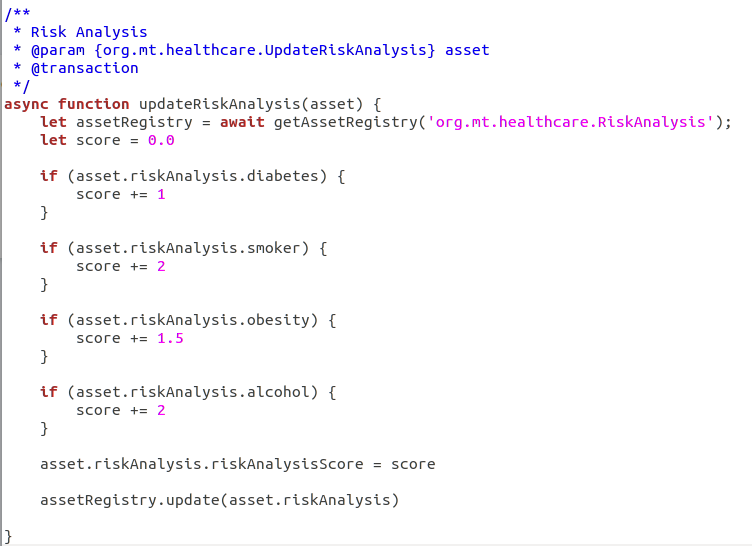 /**
 * Risk Analysis
 * @param {org.mt.healthcare.UpdateRiskAnalysis} asset
 * @transaction
 */
async function updateRiskAnalysis(asset) {
    let assetRegistry = await getAssetRegistry('org.mt.healthcare.RiskAnalysis');
    let score = 0.0

    if (asset.riskAnalysis.diabetes) {
        score += 1
    }

    if (asset.riskAnalysis.smoker) {
        score += 2
    }

    if (asset.riskAnalysis.obesity) {
        score += 1.5
    }

    if (asset.riskAnalysis.alcohol) {
        score += 2
    }

    asset.riskAnalysis.riskAnalysisScore = score

    assetRegistry.update(asset.riskAnalysis)

}